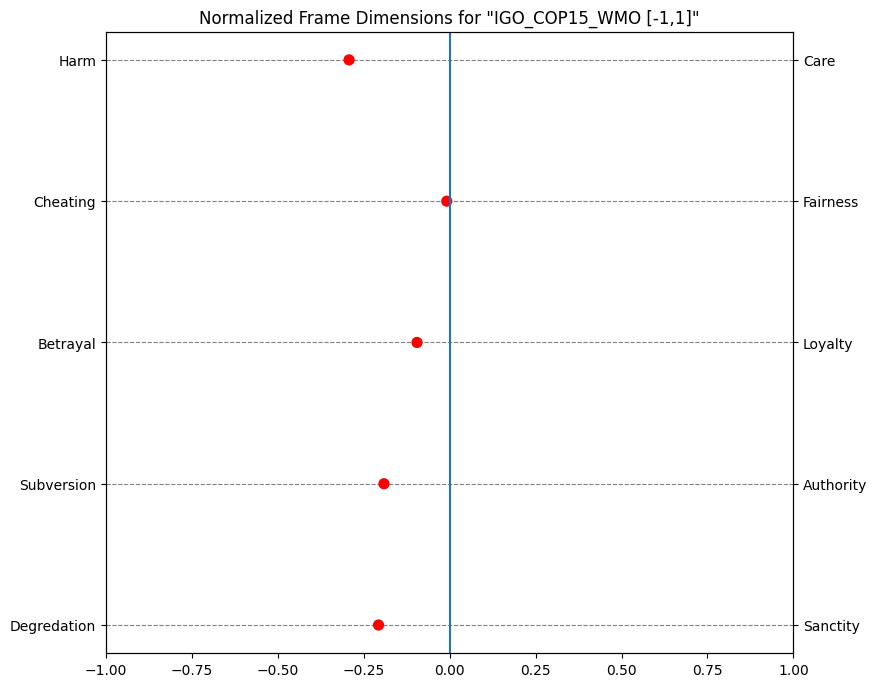 Normalized Frame Dimensions for "IGO_COP15_WMO [-1,1]"
Harm
Care
Cheating
Fairness
Betrayal
Loyalty
Subversion
Authority
Degredation
Sanctity
−1.00 −0.75 −0.50 −0.25 0.00 0.25 0.50 0.75 1.00